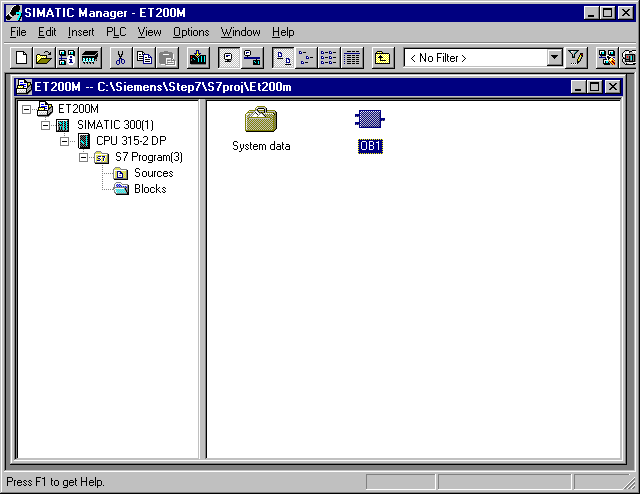 SIMATIC Manager - ET200M
File Edit Insert PLC View Options Window Help
< No Filter >
ET200M -- C:\Siemens\Step7\S7proj\Et200m
ET200M
SIMATIC 300(1)
CPU 315-2 DP
S7 Program(3)
Sources
Blocks
System data
OB1
Press F1 to get Help.